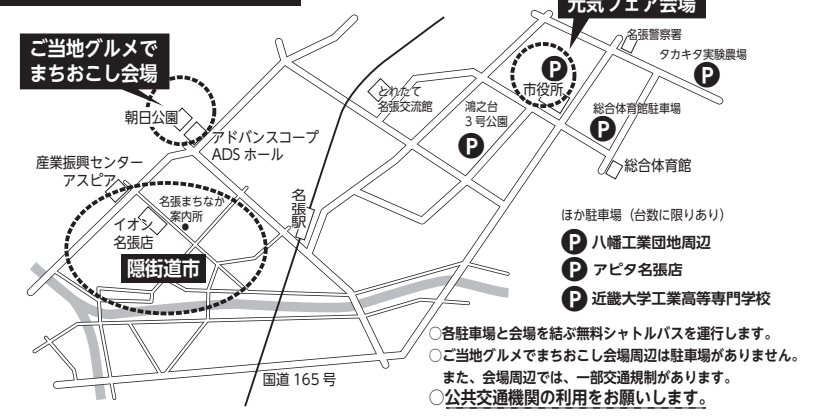 元気フェア会場
ご当地グルメで
まちおこし会場
朝日公園
アドバンスコープ
ADS ホール
産業振興センター
アスピア
名張まちなか
案内所
イオン
名張店
隠街道市
名張駅
とれたて
名張交流館
鴻之台
3号公園
P
P
市役所
名張警察署
タカキタ実験農場
P
総合体育館駐車場
P
総合体育館
国道 165 号
ほか駐車場（台数に限りあり）
P 八幡工業団地周辺
P アピタ名張店
P 近畿大学工業高等専門学校
○各駐車場と会場を結ぶ無料シャトルバスを運行します。
○ご当地グルメでまちおこし会場周辺は駐車場がありません。
また、会場周辺では、一部交通規制があります。
○公共交通機関の利用をお願いします。